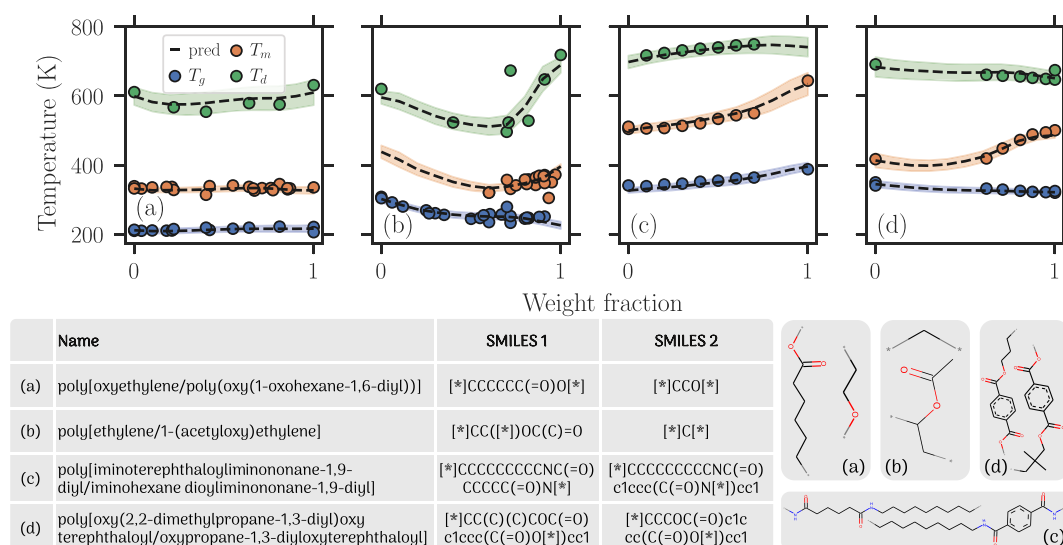 800
600
400
200
Temperature (K)
pred
T_m
T_g
T_d
(a)
(b)
(c)
(d)
0 1
0 1
0 1
0 1
Weight fraction
Name SMILES 1 SMILES 2
(a) poly[oxyethylene/poly(oxy(1-oxohexane-1,6-diyl))] [*]CCCCCC(=O)O[*] [*]CCO[*]
(b) poly[ethylene/1-(acetyloxy)ethylene] [*]CC([*])OC(C)=O [*]C[*]
(c) poly[iminoterephthaloyliminononane-1,9- [*]CCCCCCCCCNC(=O) [*]CCCCCCCCCNC(=O)
diyl/iminohexane dioyliminononane-1,9-diyl] CCCCC(=O)N[*] c1ccc(C(=O)N[*])cc1
(d) poly[oxy(2,2-dimethylpropane-1,3-diyl)oxy [*]CC(C)(C)COC(=O) [*]CCCOC(=O)c1c
terephthaloyl/oxypropane-1,3-diyloxyterephthaloyl] c1ccc(C(=O)O[*])cc1 cc(C(=O)O[*])cc1
(a)
(b)
(d)
(c)